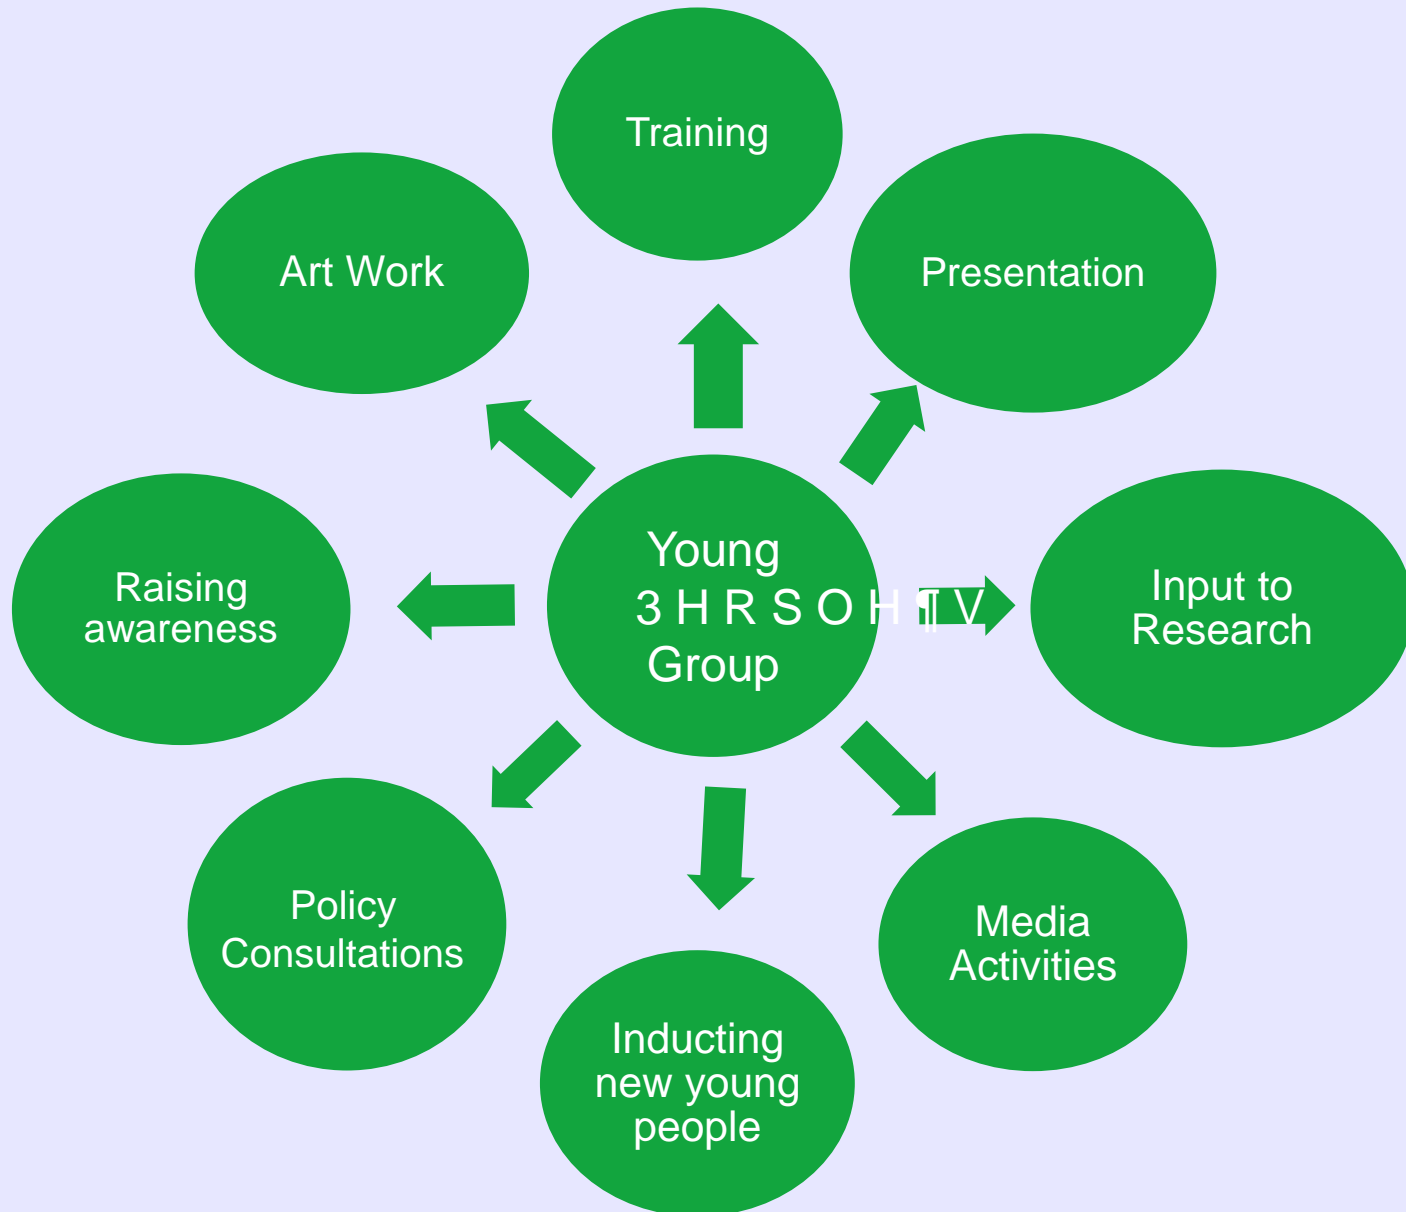 Training
Art Work
Presentation
Young
3 H R S O H ¶ V
Group
Raising
awareness
Input to
Research
Policy
Consultations
Media
Activities
Inducting
new young
people